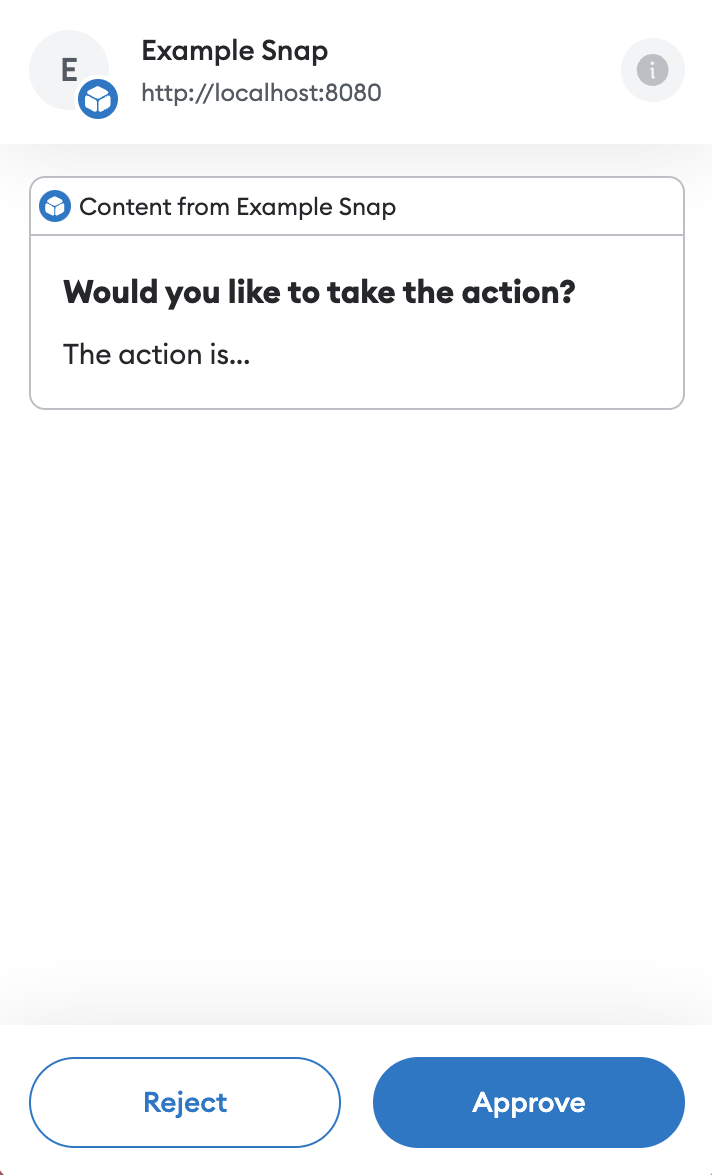 E
Example Snap
http://localhost:8080
i
Content from Example Snap
Would you like to take the action?
The action is...
Reject
Approve